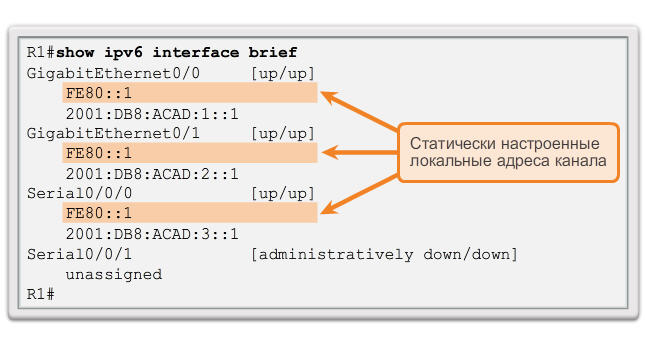 R1#show ipv6 interface brief
GigabitEthernet0/0 [up/up]
FE80::1
2001:DB8:ACAD:1::1
GigabitEthernet0/1 [up/up]
FE80::1
2001:DB8:ACAD:2::1
Serial0/0/0 [up/up]
FE80::1
2001:DB8:ACAD:3::1
Serial0/0/1 [administratively down/down]
unassigned
R1#
Статически настроенные
локальные адреса канала